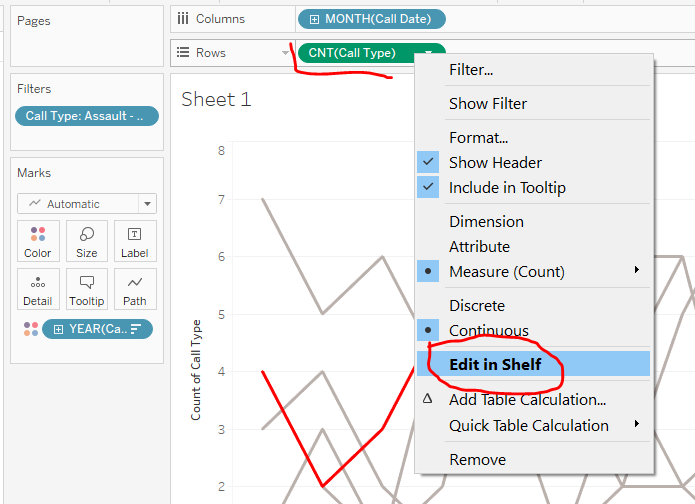 Pages
Columns
MONTH(Call Date)
Rows
CNT(Call Type)
Filters
Call Type: Assault - ..
Marks
Automatic
Color
Size
Label
Detail
Tooltip
Path
YEAR(Ca..
Sheet 1
8
7
6
5
4
3
2
Count of Call Type
Filter...
Show Filter
Format...
Show Header
Include in Tooltip
Dimension
Attribute
Measure (Count)
Discrete
Continuous
Edit in Shelf
Add Table Calculation...
Quick Table Calculation
Remove